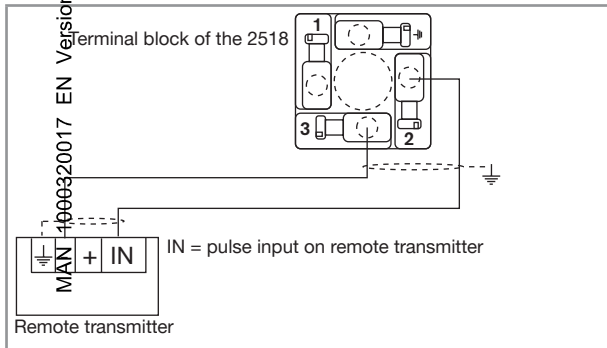 MAN 1000320017 EN Version
Terminal block of the 2518
1
3
2
+ IN
IN = pulse input on remote transmitter
Remote transmitter